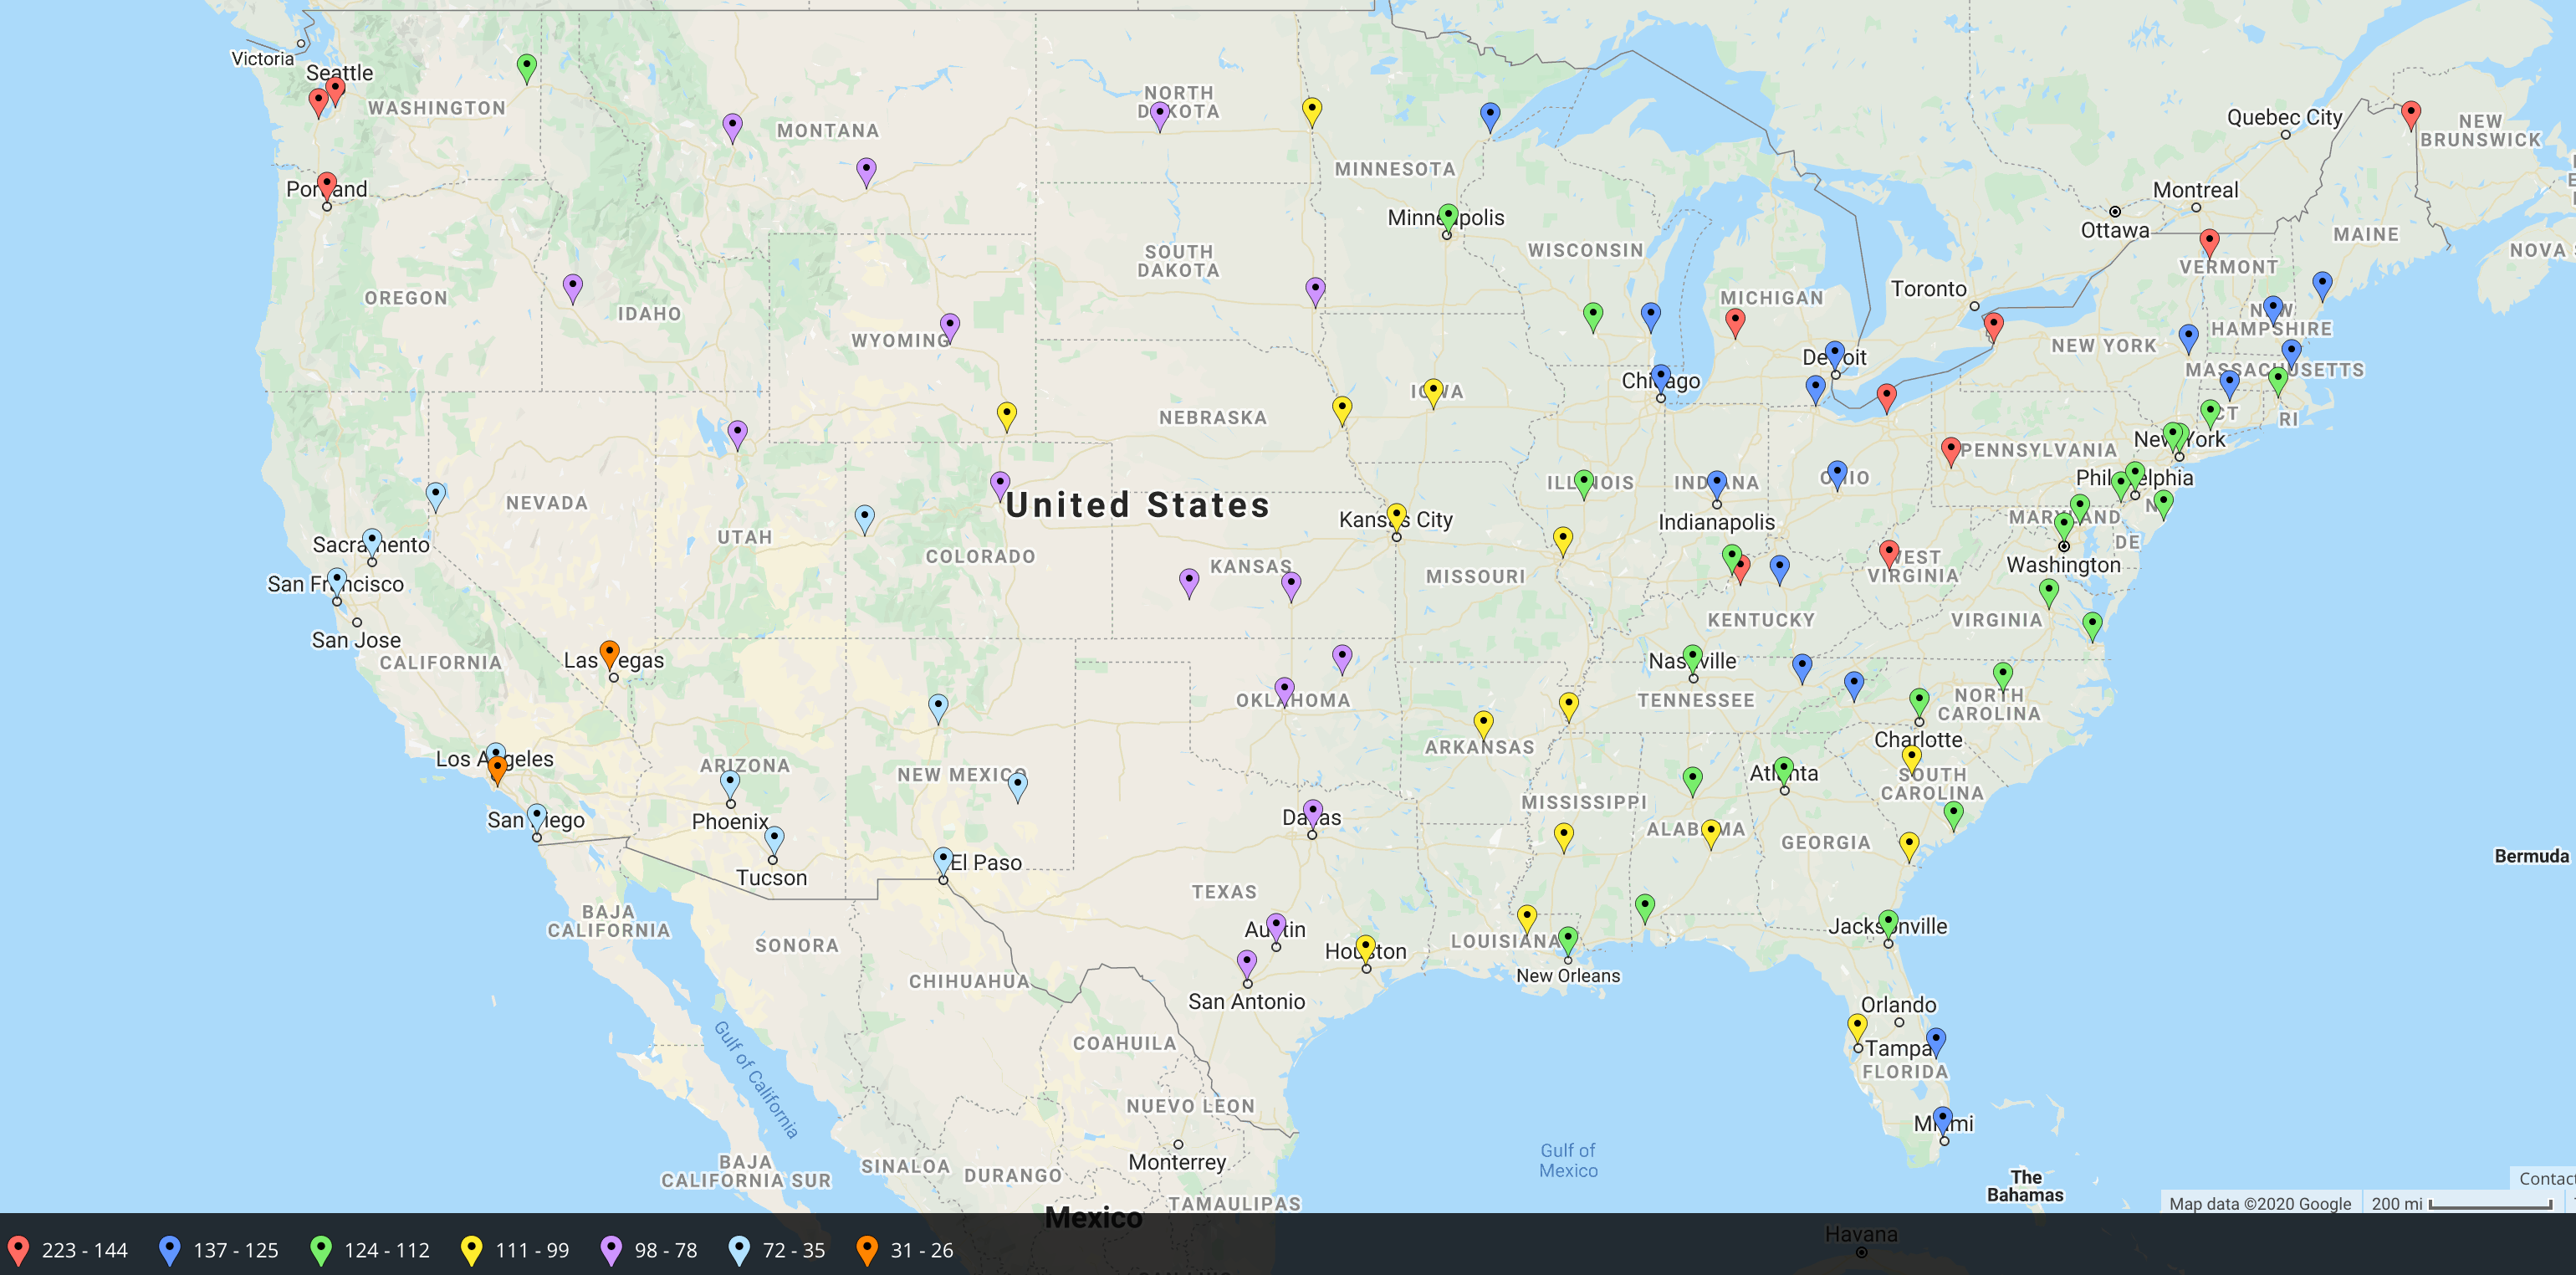 Victoria
Seattle
WASHINGTON
MONTANA
NORTH
DAKOTA
MINNESOTA
Quebec City
NEW
BRUNSWICK
Portland
Minneapolis
WISCONSIN
Montreal
Ottawa
MAINE
NOVA
SOUTH
DAKOTA
VERMONT
OREGON
IDAHO
WYOMING
MICHIGAN
Toronto
NEW
HAMPSHIRE
NEW YORK
Detroit
MASSACHUSETTS
Chicago
IOWA
NEBRASKA
CT
RI
New York
PENNSYLVANIA
Philadelphia
NEVADA
United States
ILLINOIS
INDIANA
OHIO
Kansas City
Indianapolis
MARYLAND
UTAH
COLORADO
DE
Sacramento
San Francisco
San Jose
CALIFORNIA
KANSAS
MISSOURI
WEST
VIRGINIA
Washington
KENTUCKY
VIRGINIA
Las Vegas
Nashville
OKLAHOMA
TENNESSEE
NORTH
CAROLINA
Charlotte
Los Angeles
ARIZONA
NEW MEXICO
ARKANSAS
Atlanta
SOUTH
CAROLINA
San Diego
Phoenix
Dallas
MISSISSIPPI
ALABAMA
GEORGIA
Bermuda
Tucson
El Paso
TEXAS
BAJA
CALIFORNIA
SONORA
Austin
Houston
LOUISIANA
Jacksonville
CHIHUAHUA
New Orleans
San Antonio
Orlando
Gulf of California
COAHUILA
Tampa
FLORIDA
NUEVO LEON
Miami
Monterrey
Gulf of
Mexico
BAJA
CALIFORNIA SUR
SINALOA
DURANGO
TAMAULIPAS
The
Bahamas
Contact
Map data ©2020 Google
200 mi
Mexico
Havana
223 - 144
137 - 125
124 - 112
111 - 99
98 - 78
72 - 35
31 - 26